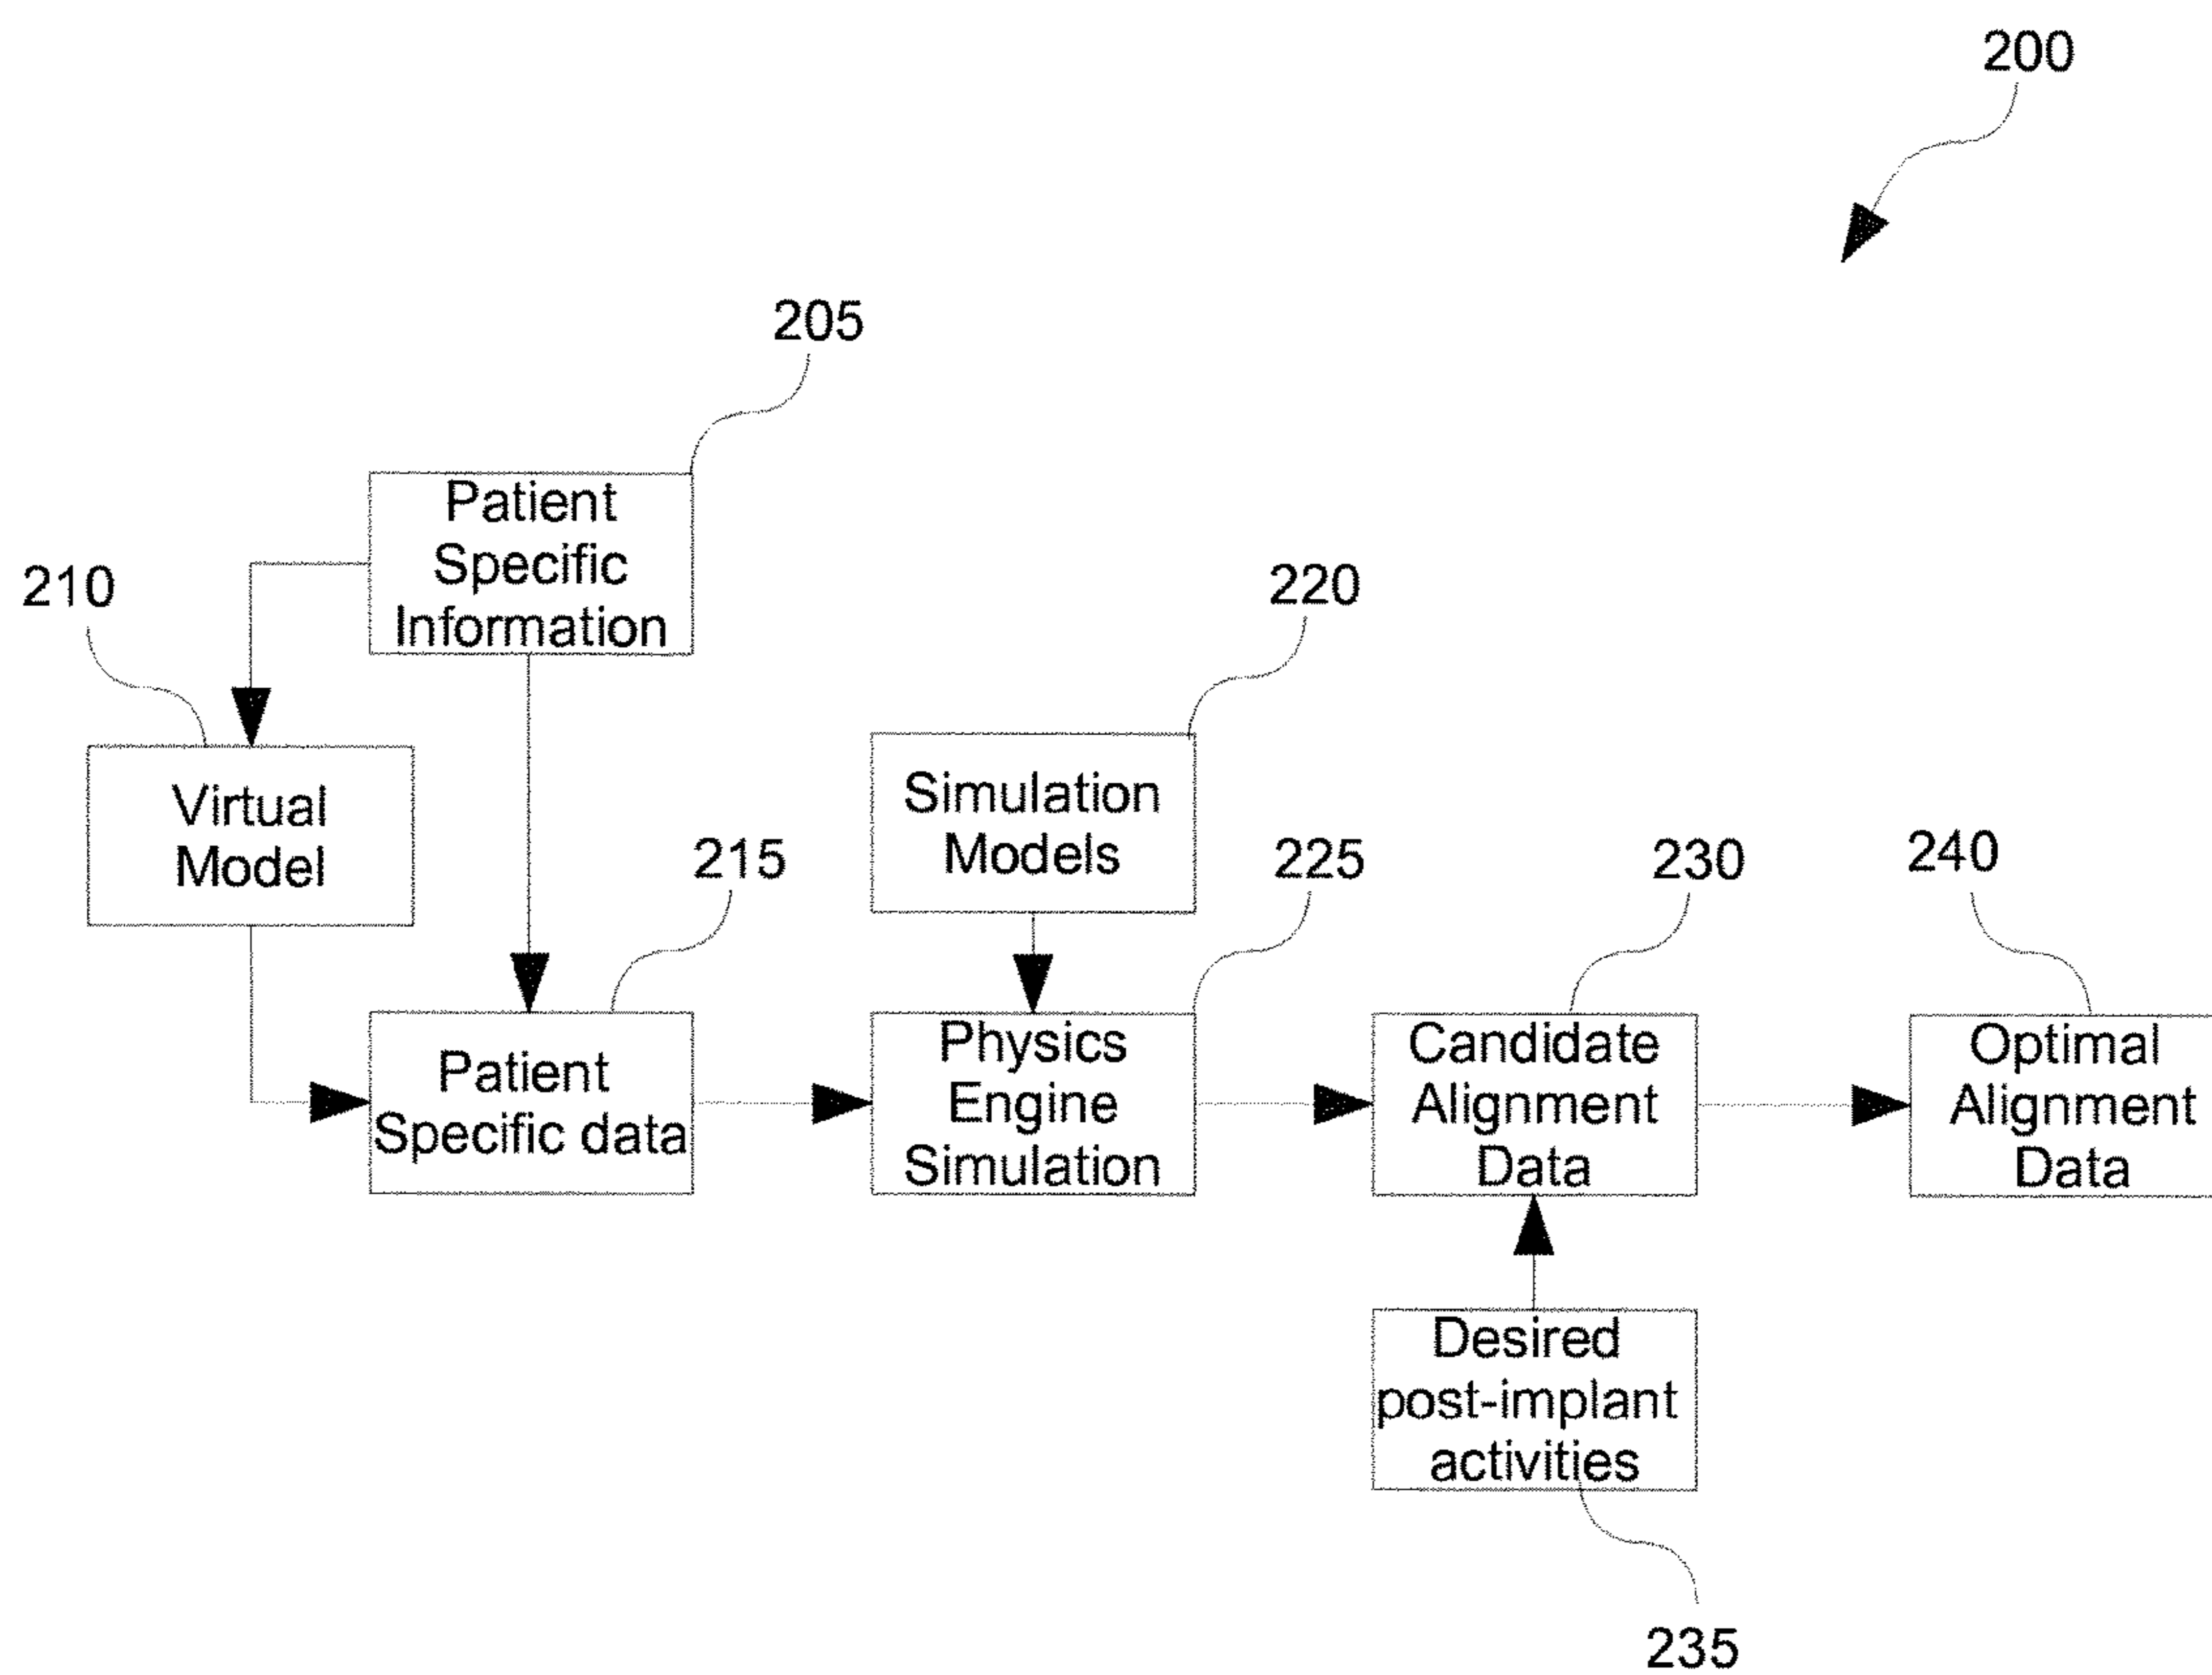 200
205
Patient
Specific
Information
210
220
Virtual
Model
Simulation
Models
215
225
230
240
Patient
Specific data
Physics
Engine
Simulation
Candidate
Alignment
Data
Optimal
Alignment
Data
Desired
post-implant
activities
235